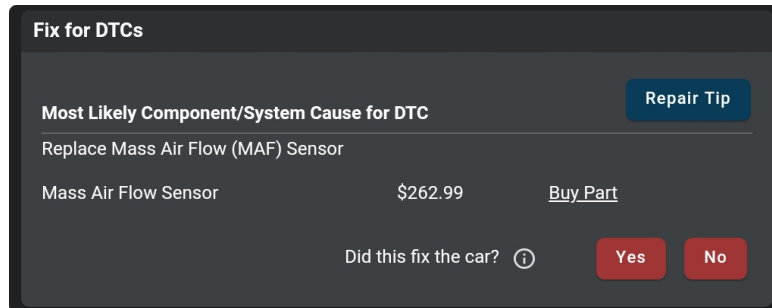 Fix for DTCs
Repair Tip
Most Likely Component/System Cause for DTC
Replace Mass Air Flow (MAF) Sensor
Mass Air Flow Sensor $262.99 Buy Part
Did this fix the car? Yes No